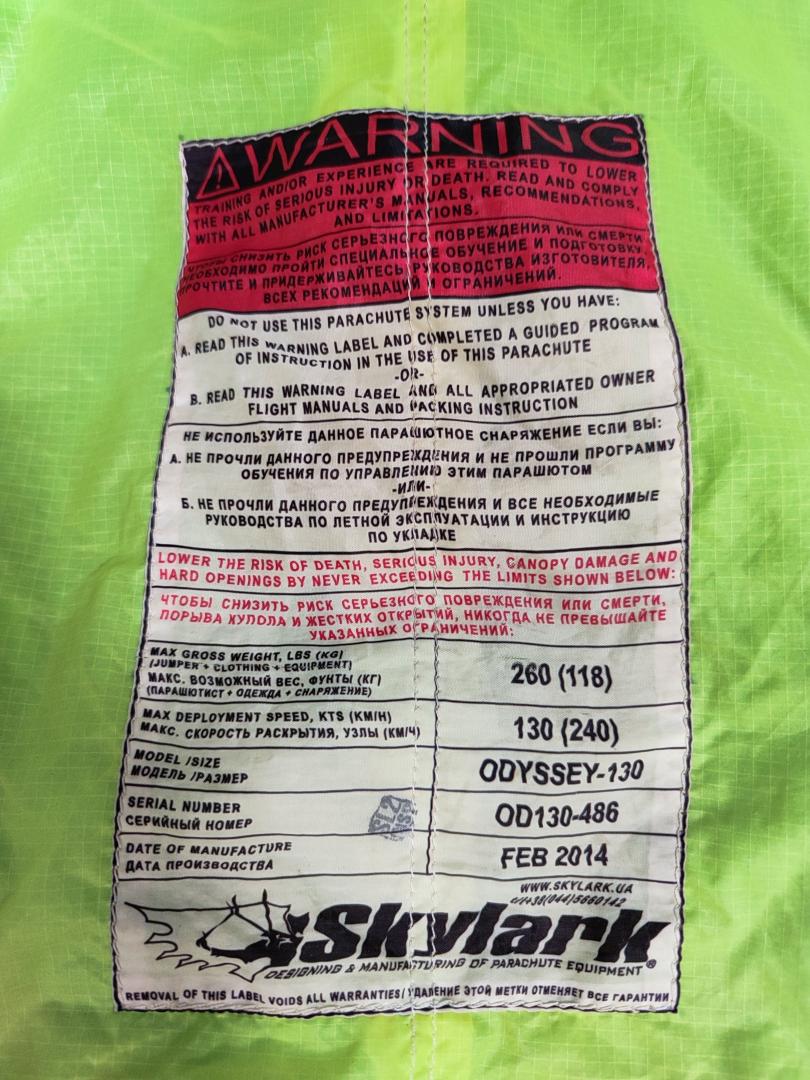 WARNING
TRAINING AND/OR EXPERIENCE ARE REQUIRED TO LOWER
THE RISK OF SERIOUS INJURY OR DEATH. READ AND COMPLY
WITH ALL MANUFACTURER'S MANUALS, RECOMMENDATIONS,
AND LIMITATIONS.
ЧТОБЫ СНИЗИТЬ РИСК СЕРЬЕЗНОГО ПОВРЕЖДЕНИЯ ИЛИ СМЕРТИ
НЕОБХОДИМО ПРОЙТИ СПЕЦИАЛЬНОЕ ОБУЧЕНИЕ И ПОДГОТОВКУ.
ПРОЧТИТЕ И ПРИДЕРЖИВАЙТЕСЬ РУКОВОДСТВА ИЗГОТОВИТЕЛЯ,
ВСЕХ РЕКОМЕНДАЦИЙ И ОГРАНИЧЕНИЙ.
DO NOT USE THIS PARACHUTE SYSTEM UNLESS YOU HAVE:
A. READ THIS WARNING LABEL AND COMPLETED A GUIDED PROGRAM
OF INSTRUCTION IN THE USE OF THIS PARACHUTE
-OR-
B. READ THIS WARNING LABEL AND ALL APPROPRIATED OWNER
FLIGHT MANUALS AND PACKING INSTRUCTION
НЕ ИСПОЛЬЗУЙТЕ ДАННОЕ ПАРАШЮТНОЕ СНАРЯЖЕНИЕ ЕСЛИ ВЫ:
А. НЕ ПРОЧЛИ ДАННОГО ПРЕДУПРЕЖДЕНИЯ И НЕ ПРОШЛИ ПРОГРАММУ
ОБУЧЕНИЯ ПО УПРАВЛЕНИЮ ЭТИМ ПАРАШЮТОМ
-ИЛИ-
Б. НЕ ПРОЧЛИ ДАННОГО ПРЕДУПРЕЖДЕНИЯ И ВСЕ НЕОБХОДИМЫЕ
РУКОВОДСТВА ПО ЛЕТНОЙ ЭКСПЛУАТАЦИИ И ИНСТРУКЦИЮ
ПО УКЛАДКЕ
LOWER THE RISK OF DEATH, SERIOUS INJURY, CANOPY DAMAGE AND
HARD OPENINGS BY NEVER EXCEEDING THE LIMITS SHOWN BELOW:
ЧТОБЫ СНИЗИТЬ РИСК СЕРЬЕЗНОГО ПОВРЕЖДЕНИЯ ИЛИ СМЕРТИ,
ПОРЫВА КУПОЛА И ЖЕСТКИХ ОТКРЫТИЙ, НИКОГДА НЕ ПРЕВЫШАЙТЕ
УКАЗАННЫХ ОГРАНИЧЕНИЙ:
MAX GROSS WEIGHT, LBS (KG)
(JUMPER + CLOTHING + EQUIPMENT)
МАКС. ВОЗМОЖНЫЙ ВЕС, ФУНТЫ (КГ)
(ПАРАШЮТИСТ + ОДЕЖДА + СНАРЯЖЕНИЕ)
260 (118)
MAX DEPLOYMENT SPEED, KTS (KM/H)
МАКС. СКОРОСТЬ РАСКРЫТИЯ, УЗЛЫ (КМ/Ч)
130 (240)
MODEL /SIZE
МОДЕЛЬ /РАЗМЕР
ODYSSEY-130
SERIAL NUMBER
СЕРИЙНЫЙ НОМЕР
OD130-486
DATE OF MANUFACTURE
ДАТА ПРОИЗВОДСТВА
FEB 2014
WWW.SKYLARK.UA
Skylark®
DESIGNING & MANUFACTURING OF PARACHUTE EQUIPMENT
REMOVAL OF THIS LABEL VOIDS ALL WARRANTIES/ УДАЛЕНИЕ ЭТОЙ МЕТКИ ОТМЕНЯЕТ ВСЕ ГАРАНТИИ